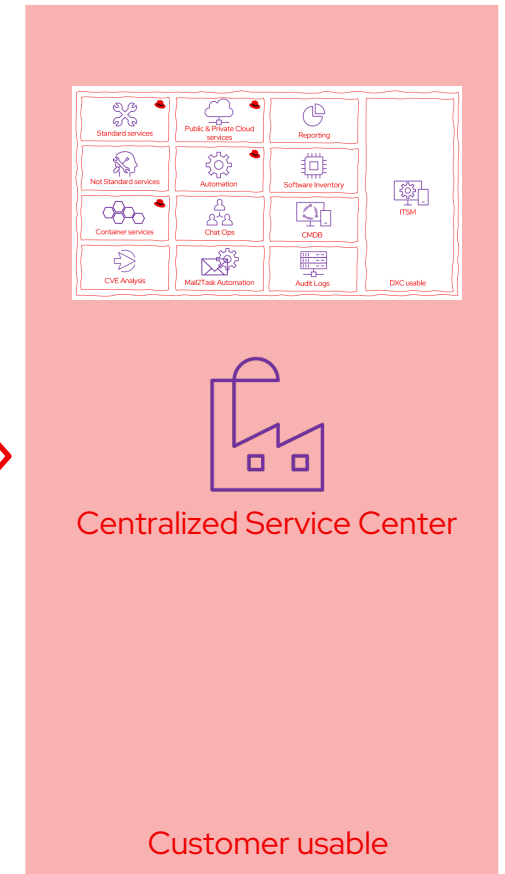 Standard services
Public & Private Cloud
services
Reporting
Not Standard services
Automation
Software Inventory
ITSM
Container services
Chat Ops
CMDB
CVE Analysis
Mail2Task Automation
Audit Logs
DXC usable
Centralized Service Center
Customer usable